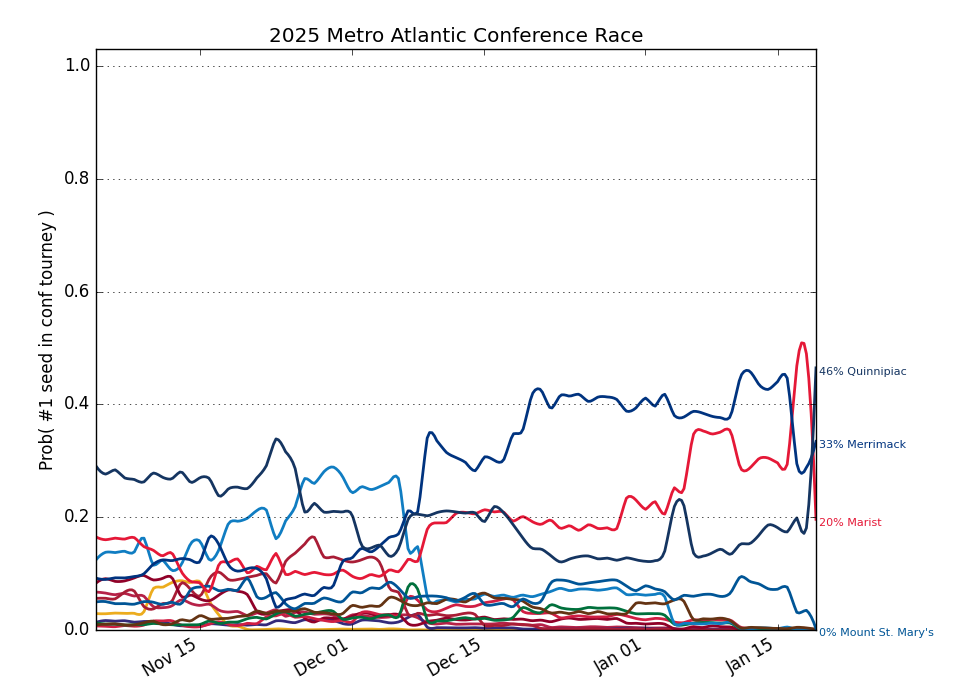 2025 Metro Atlantic Conference Race
Prob( #1 seed in conf tourney )
1.0
0.8
0.6
0.4
0.2
0.0
46% Quinnipiac
33% Merrimack
20% Marist
0% Mount St. Mary's
Nov 15
Dec 01
Dec 15
Jan 01
Jan 15